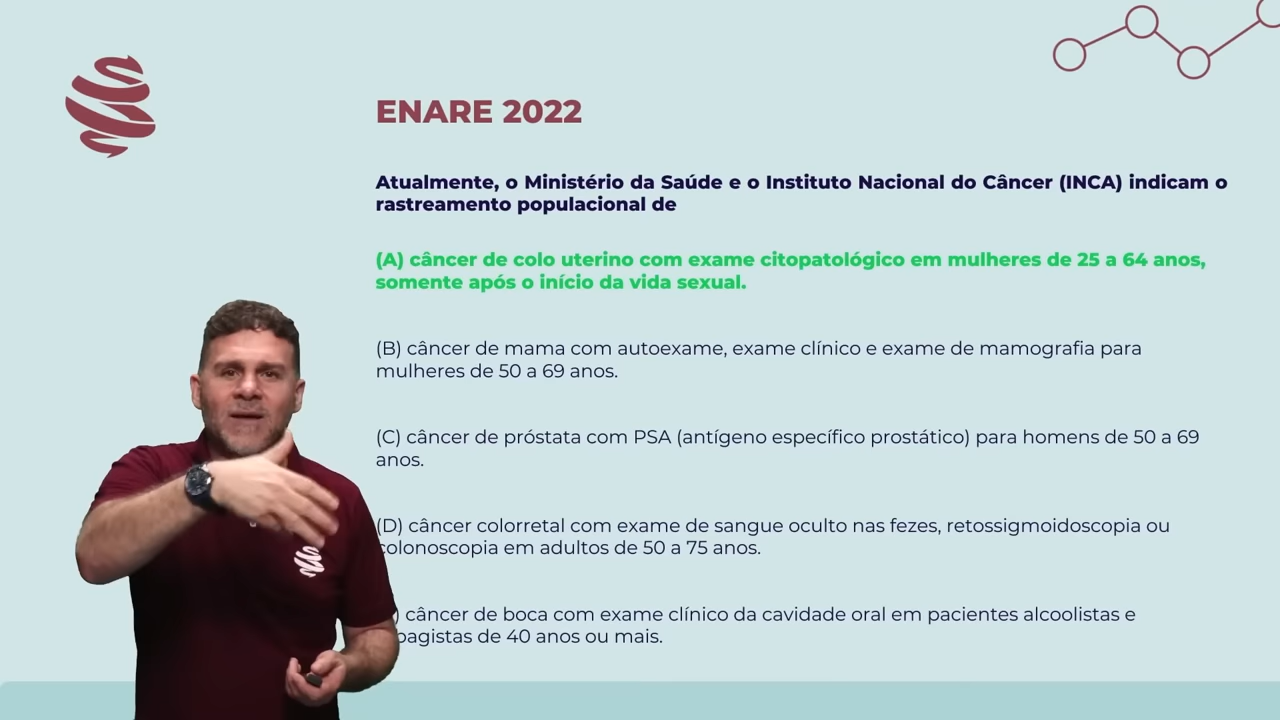 ENARE 2022
Atualmente, o Ministério da Saúde e o Instituto Nacional do Câncer (INCA) indicam o
rastreamento populacional de
(A) câncer de colo uterino com exame citopatológico em mulheres de 25 a 64 anos,
somente após o início da vida sexual.
(B) câncer de mama com autoexame, exame clínico e exame de mamografia para
mulheres de 50 a 69 anos.
(C) câncer de próstata com PSA (antígeno específico prostático) para homens de 50 a 69
anos.
(D) câncer colorretal com exame de sangue oculto nas fezes, retossigmoidoscopia ou
colonoscopia em adultos de 50 a 75 anos.
) câncer de boca com exame clínico da cavidade oral em pacientes alcoolistas e
de 40 anos ou mais.